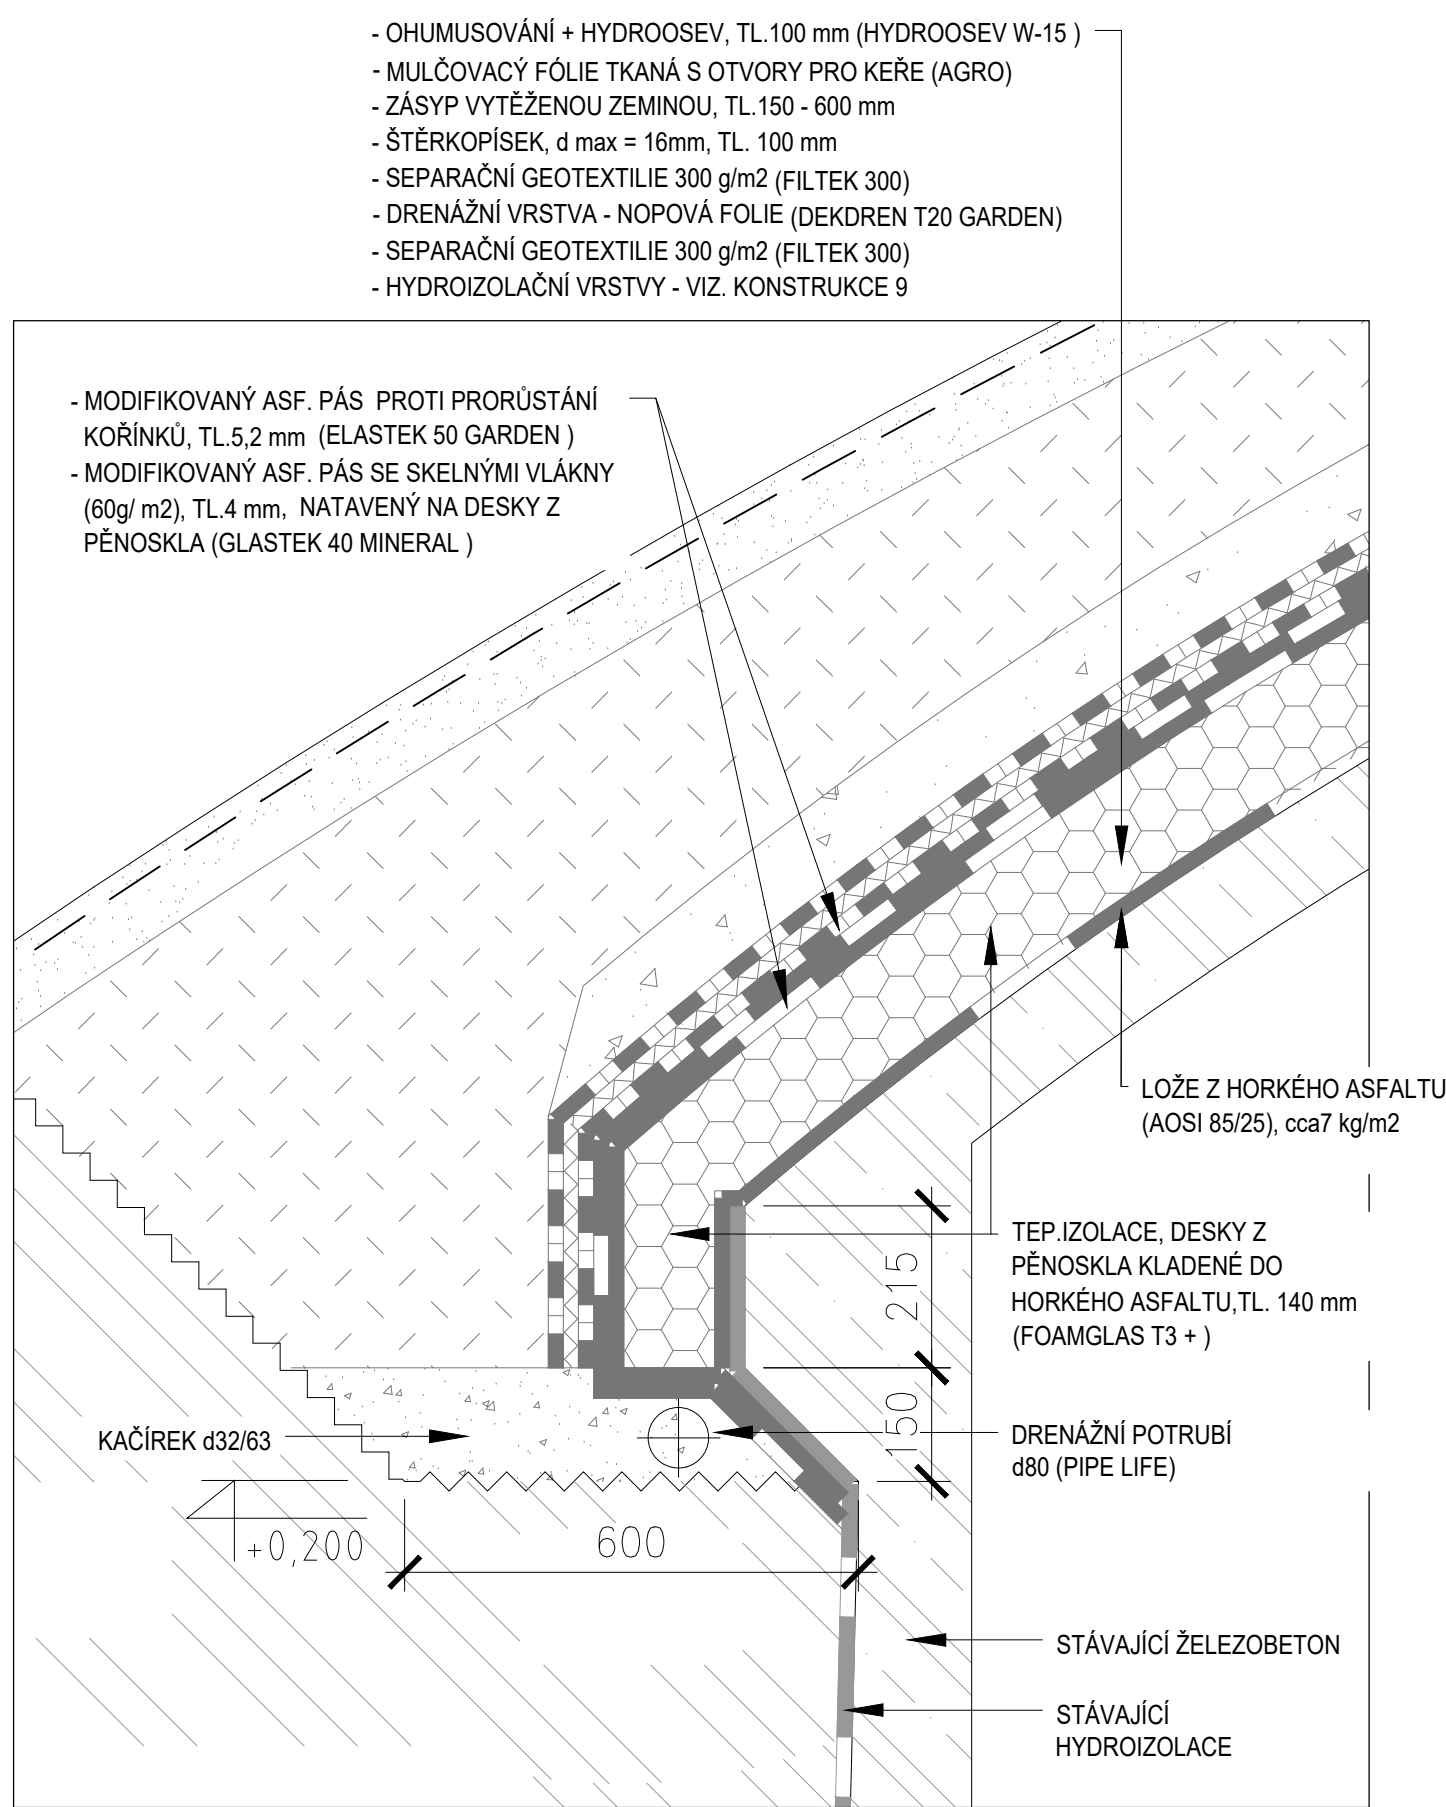 - OHUMUSOVÁNÍ + HYDROOSEV, TL.100 mm (HYDROOSEV W-15 )
- MULČOVACÝ FÓLIE TKANÁ S OTVORY PRO KEŘE (AGRO)
- ZÁSYP VYTĚŽENOU ZEMINOU, TL.150 - 600 mm
- ŠTĚRKOPÍSEK, d max = 16mm, TL. 100 mm
- SEPARAČNÍ GEOTEXTILIE 300 g/m2 (FILTEK 300)
- DRENÁŽNÍ VRSTVA - NOPOVÁ FOLIE (DEKDREN T20 GARDEN)
- SEPARAČNÍ GEOTEXTILIE 300 g/m2 (FILTEK 300)
- HYDROIZOLAČNÍ VRSTVY - VIZ. KONSTRUKCE 9
- MODIFIKOVANÝ ASF. PÁS PROTI PRORŮSTÁNÍ
KOŘÍNKŮ, TL.5,2 mm (ELASTEK 50 GARDEN )
- MODIFIKOVANÝ ASF. PÁS SE SKELNÝMI VLÁKNY
(60g/ m2), TL.4 mm, NATAVENÝ NA DESKY Z
PĚNOSKLA (GLASTEK 40 MINERAL )
LOŽE Z HORKÉHO ASFALTU
(AOSI 85/25), cca7 kg/m2
TEP.IZOLACE, DESKY Z
PĚNOSKLA KLADENÉ DO
HORKÉHO ASFALTU,TL. 140 mm
(FOAMGLAS T3 + )
215
150
KAČÍREK d32/63
DRENÁŽNÍ POTRUBÍ
d80 (PIPE LIFE)
+0,200
600
STÁVAJÍCÍ ŽELEZOBETON
STÁVAJÍCÍ
HYDROIZOLACE